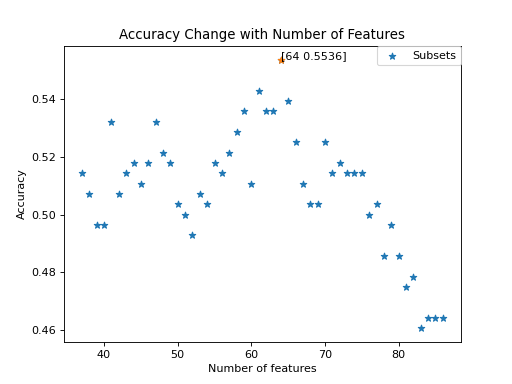 Accuracy Change with Number of Features
[64 0.5536]
Subsets
0.54
0.52
0.50
0.48
0.46
Accuracy
40 50 60 70 80
Number of features